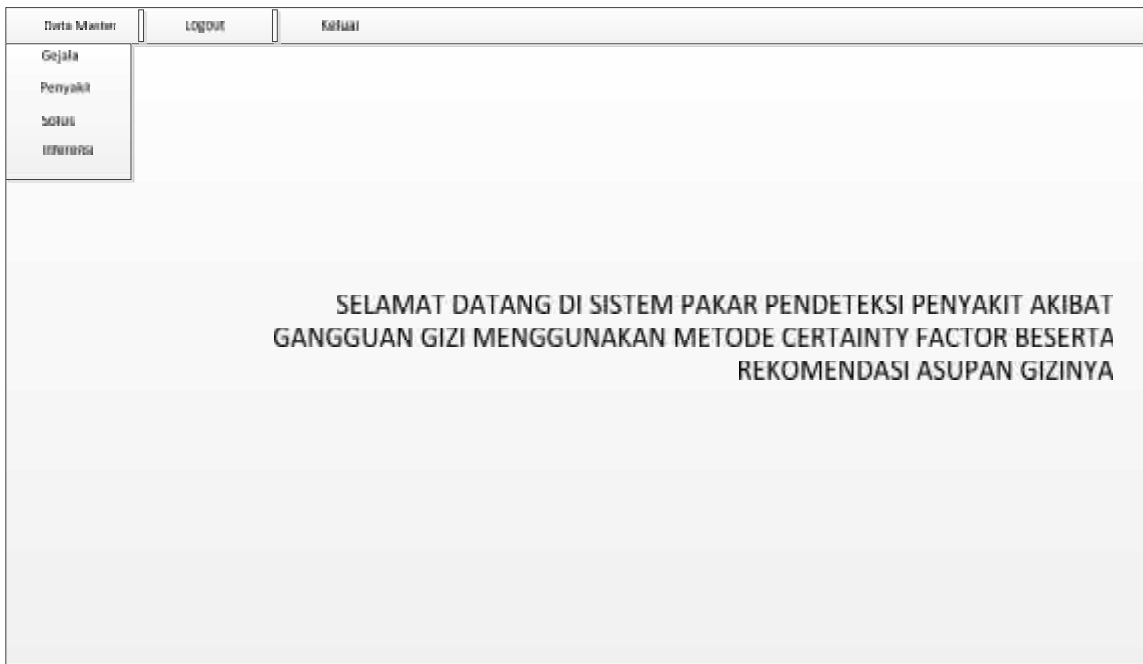 Data Master Logout Keluar
Gejala
Penyakit
Solusi
Inferensi
SELAMAT DATANG DI SISTEM PAKAR PENDETEKSI PENYAKIT AKIBAT
GANGGUAN GIZI MENGGUNAKAN METODE CERTAINTY FACTOR BESERTA
REKOMENDASI ASUPAN GIZINYA